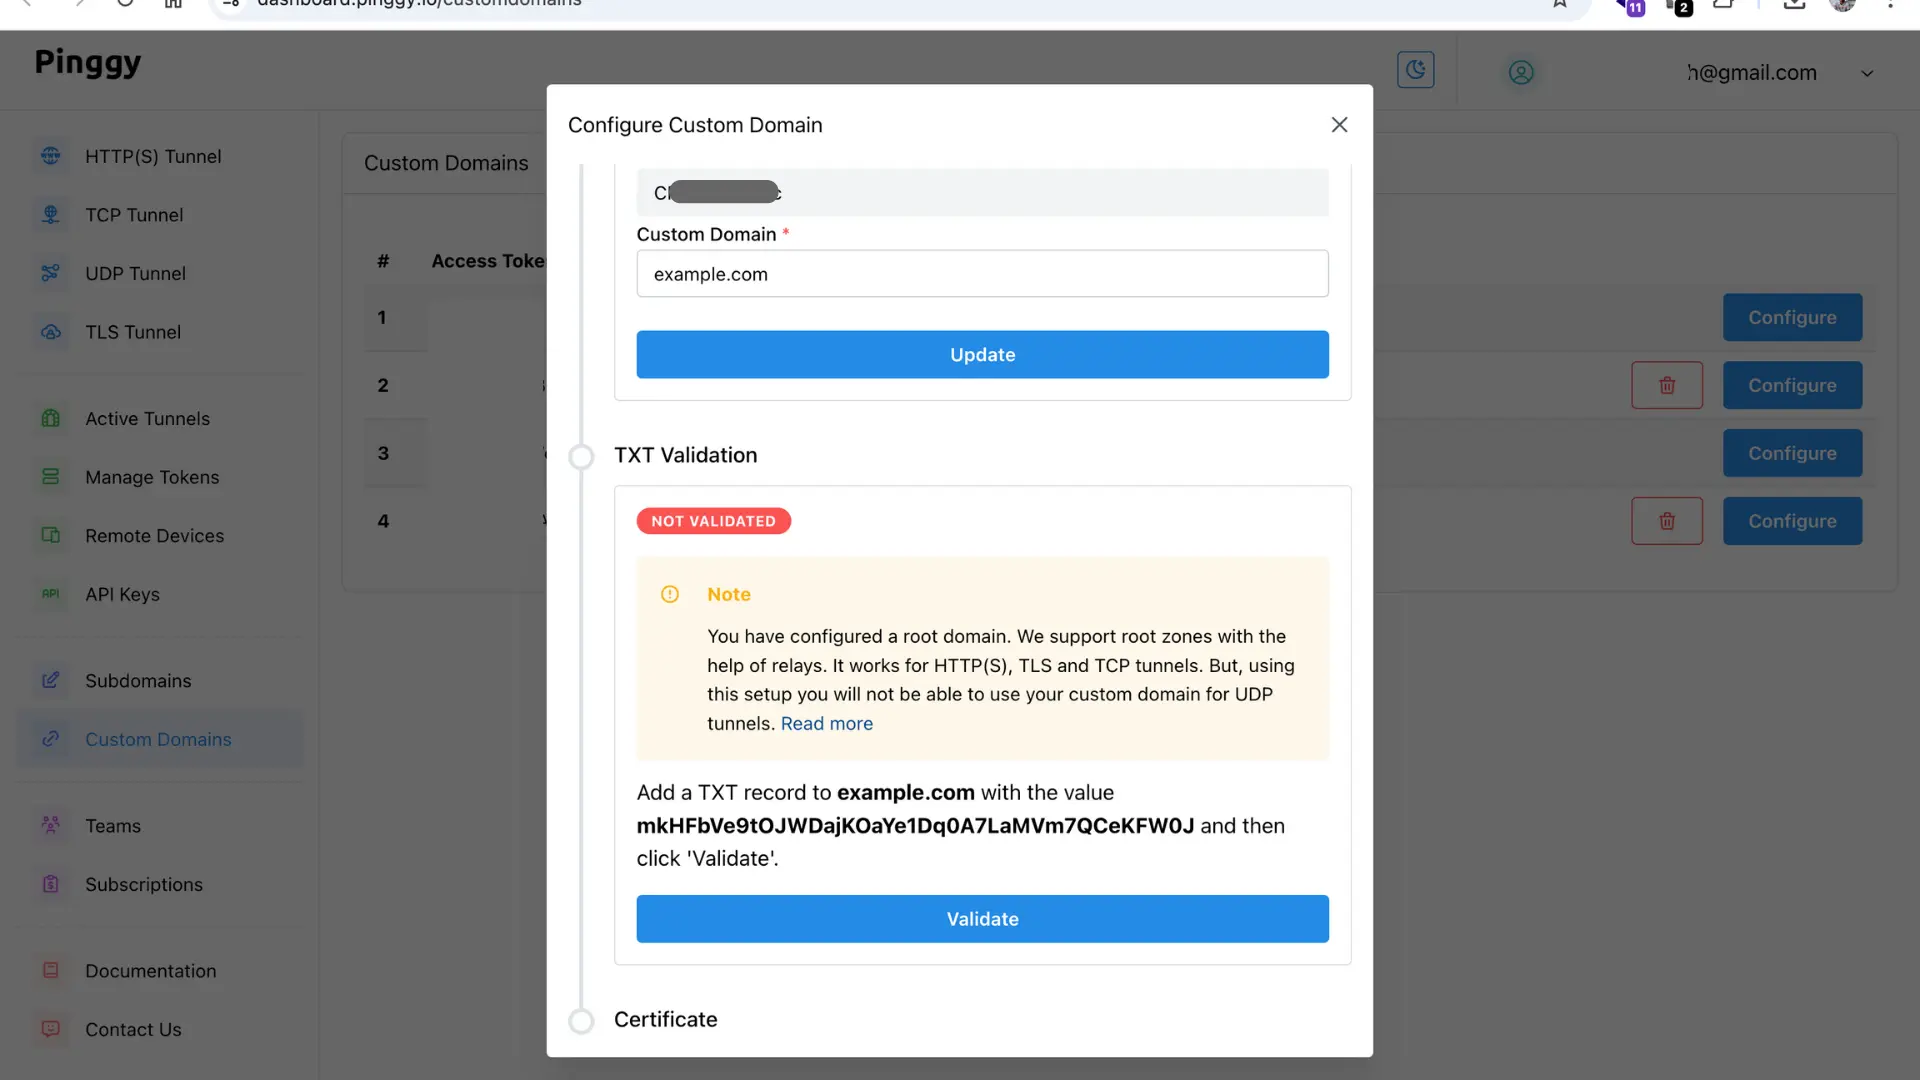 dashboard.pinggy.io/customdomains
11
2
Pinggy
h@gmail.com
HTTP(S) Tunnel
TCP Tunnel
UDP Tunnel
TLS Tunnel
Active Tunnels
Manage Tokens
Remote Devices
API
API Keys
Subdomains
Custom Domains
Teams
Subscriptions
Documentation
Contact Us
Custom Domains
# Access Toke
1 Configure
2 Configure
3 Configure
4 Configure
Configure Custom Domain
Custom Domain *
example.com
Update
TXT Validation
NOT VALIDATED
Note
You have configured a root domain. We support root zones with the
help of relays. It works for HTTP(S), TLS and TCP tunnels. But, using
this setup you will not be able to use your custom domain for UDP
tunnels. Read more
Add a TXT record to example.com with the value
mkHFbVe9tOJWDajKOaYe1Dq0A7LaMVm7QCeKFW0J and then
click 'Validate'.
Validate
Certificate